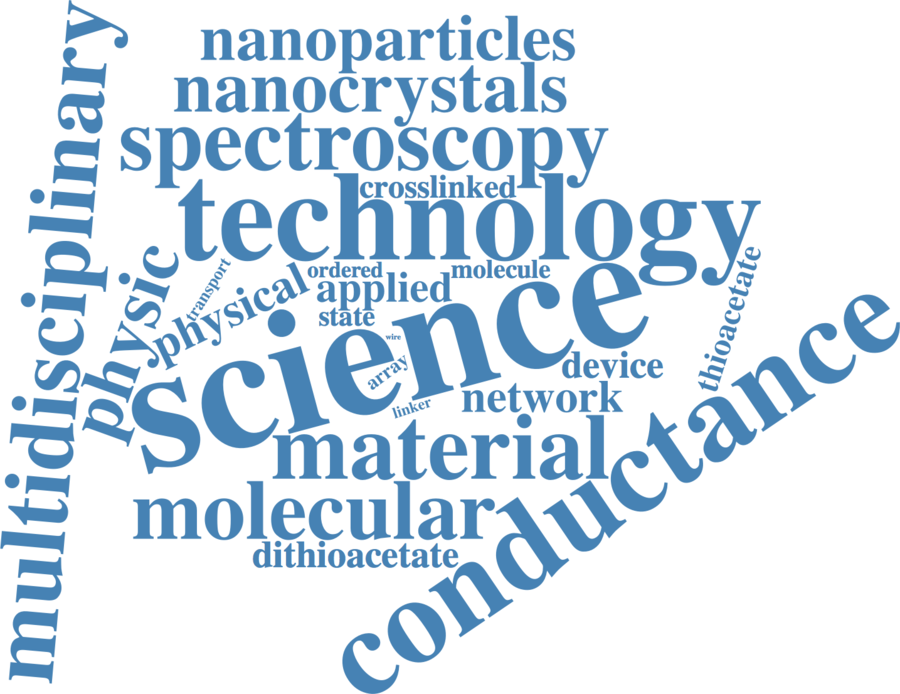 multidisciplinary
nanoparticles
nanocrystals
spectroscopy
crosslinked
technology
physic
transport
physical
ordered
molecule
applied
state
science
wire
array
linker
thioacetate
device
network
conductance
material
molecular
dithioacetate